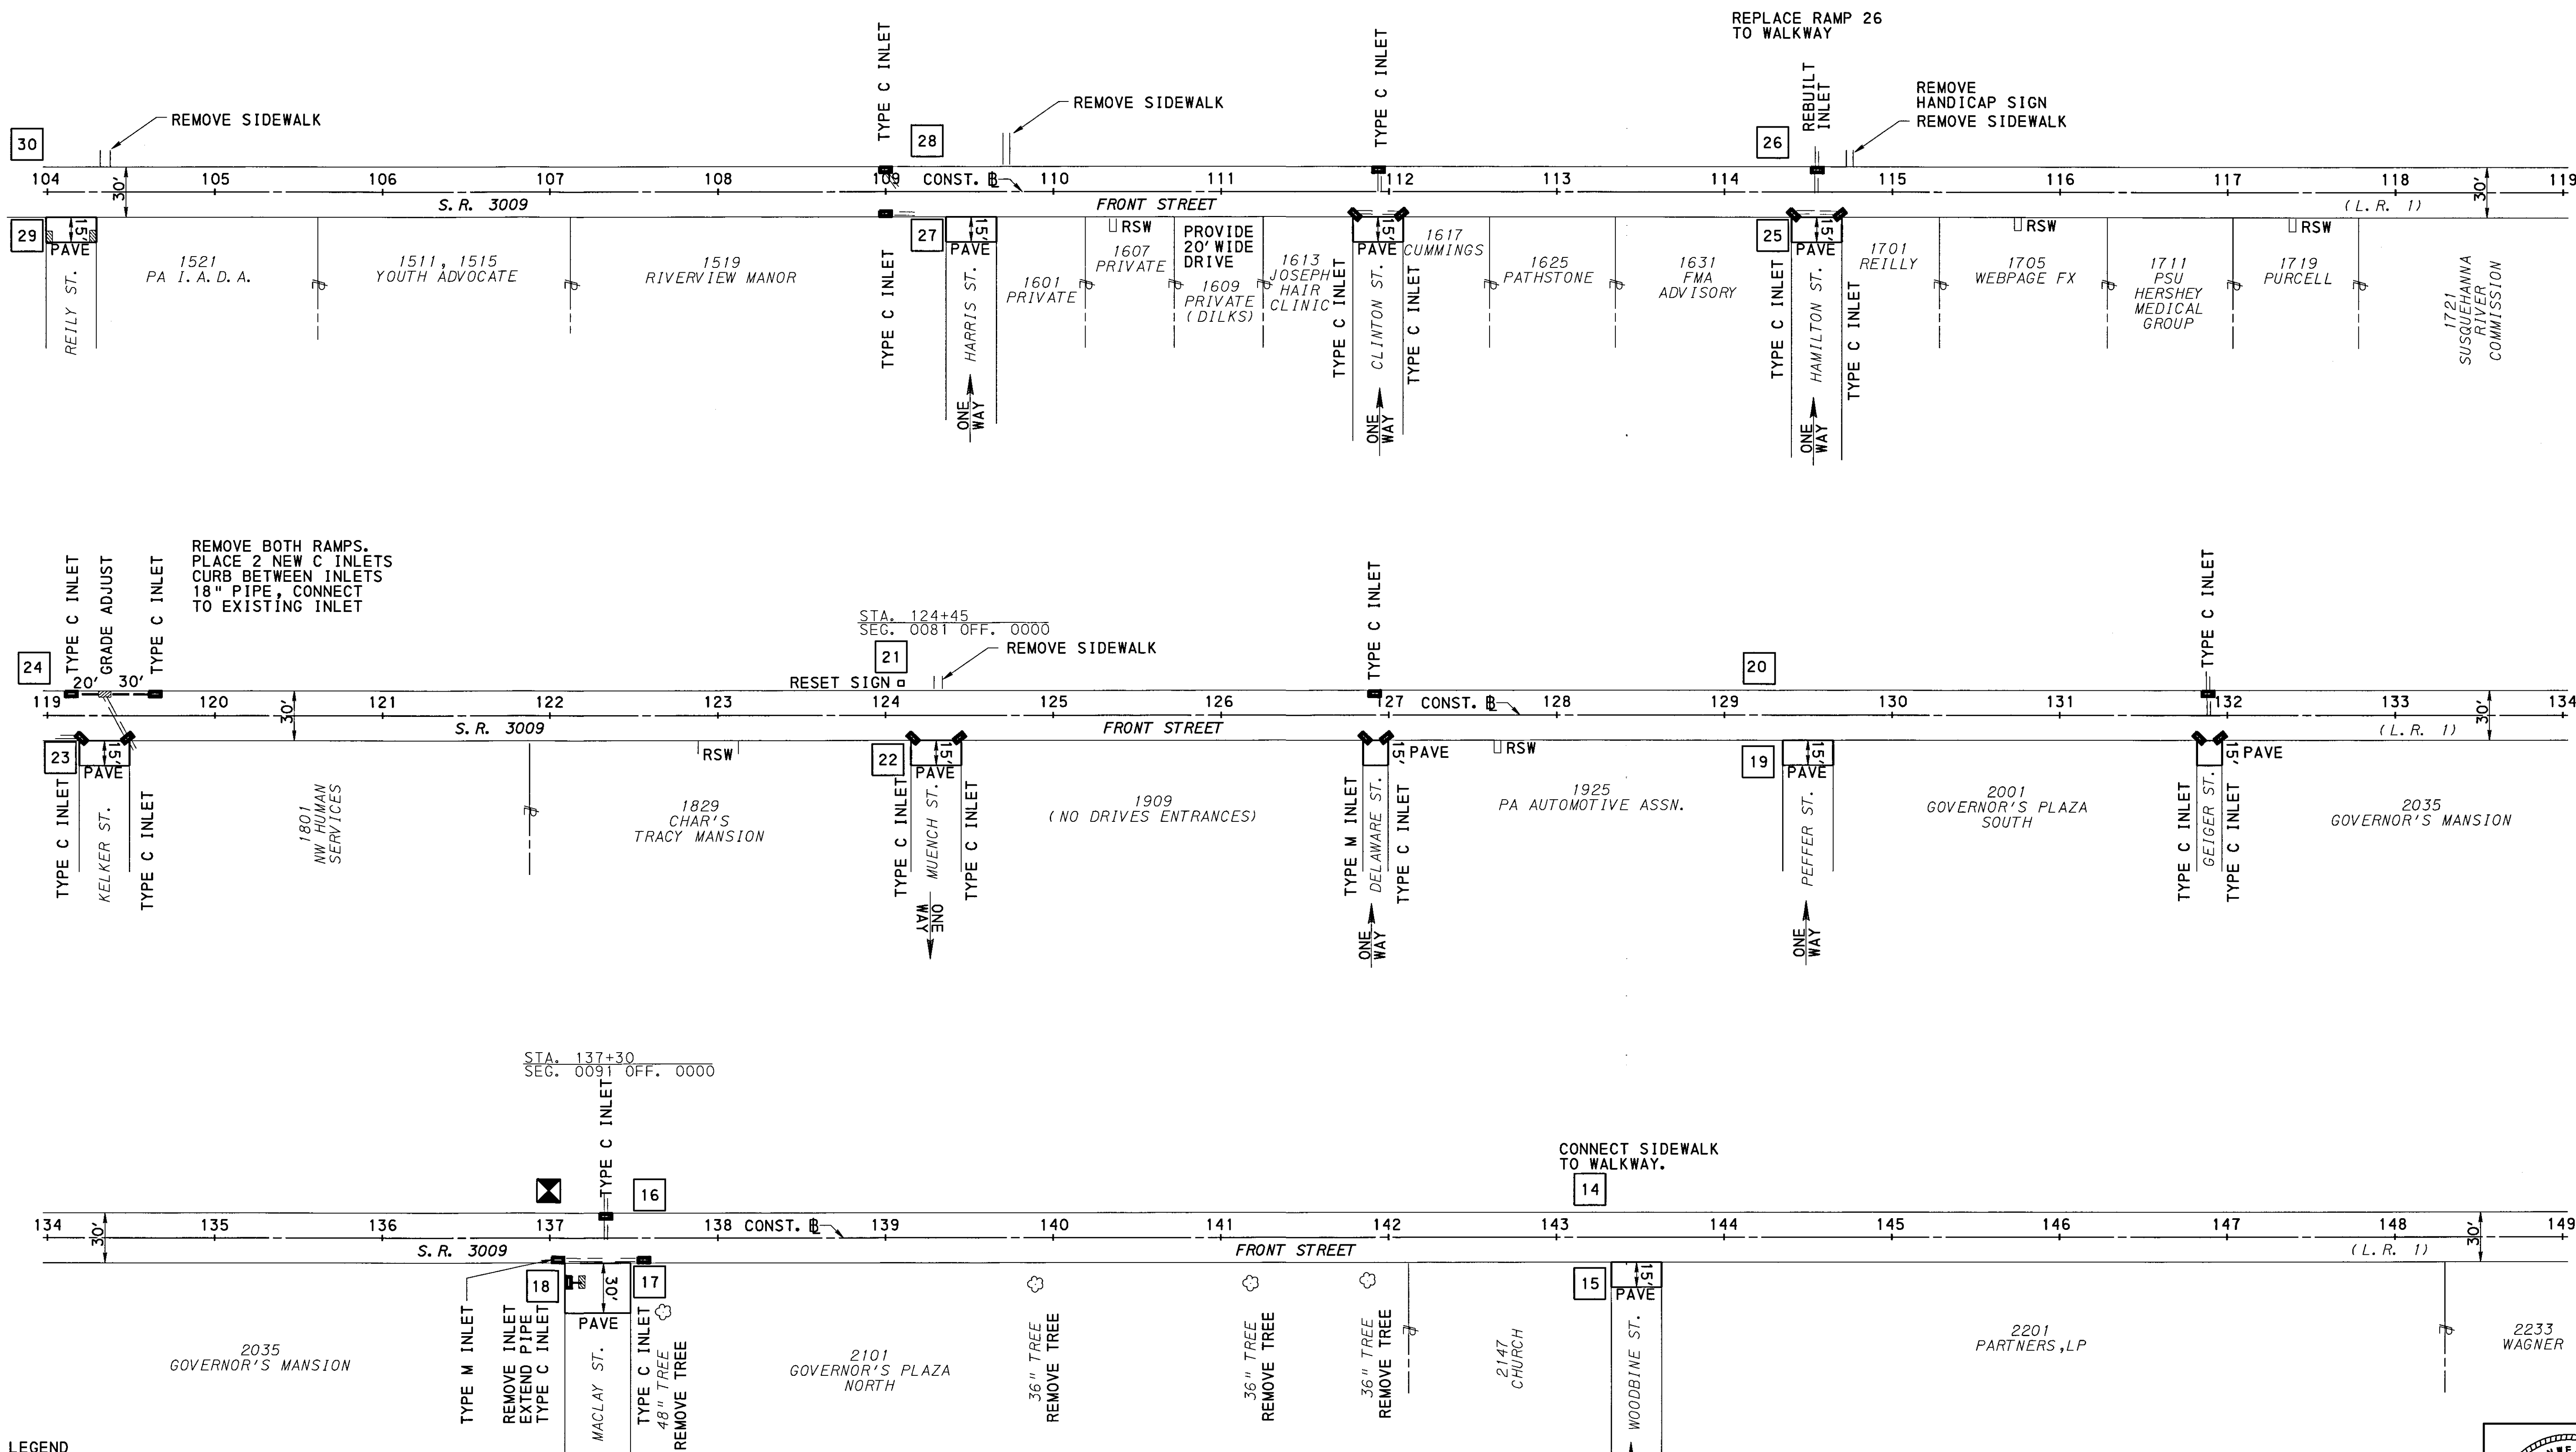 REPLACE RAMP 26
TO WALKWAY
REMOVE SIDEWALK
TYPE C INLET
REMOVE SIDEWALK
TYPE C INLET
REBUILT
INLET
REMOVE
HANDICAP SIGN
REMOVE SIDEWALK
30
28
26
104
105
106
107
108
109
CONST. BL
110
111
112
113
114
115
116
117
118
119
30'
S.R. 3009
FRONT STREET
(L.R. 1)
30'
29
15'
PAVE
REILY ST.
1521
PA I.A.D.A.
1511, 1515
YOUTH ADVOCATE
1519
RIVERVIEW MANOR
TYPE C INLET
27
15'
PAVE
HARRIS ST.
ONE
WAY
1601
PRIVATE
RSW
1607
PRIVATE
PROVIDE
20' WIDE
DRIVE
1609
PRIVATE
(DILKS)
1613
JOSEPH
HAIR
CLINIC
TYPE C INLET
15'
PAVE
CLINTON ST.
ONE
WAY
TYPE C INLET
1617
CUMMINGS
1625
PATHSTONE
1631
FMA
ADVISORY
25
15'
PAVE
TYPE C INLET
HAMILTON ST.
ONE
WAY
TYPE C INLET
1701
REILLY
RSW
1705
WEBPAGE FX
1711
PSU
HERSHEY
MEDICAL
GROUP
RSW
1719
PURCELL
1721
SUSQUEHANNA
RIVER
COMMISSION
TYPE C INLET
GRADE ADJUST
TYPE C INLET
REMOVE BOTH RAMPS.
PLACE 2 NEW C INLETS
CURB BETWEEN INLETS
18" PIPE, CONNECT
TO EXISTING INLET
STA. 124+45
SEG. 0081 OFF. 0000
REMOVE SIDEWALK
TYPE C INLET
TYPE C INLET
24
20'
30'
21
RESET SIGN
20
119
120
121
122
123
124
125
126
127
CONST. BL
128
129
130
131
132
133
134
30'
S.R. 3009
FRONT STREET
(L.R. 1)
30'
23
15'
PAVE
TYPE C INLET
KELKER ST.
TYPE C INLET
1801
NW HUMAN
SERVICES
RSW
1829
CHAR'S
TRACY MANSION
22
15'
PAVE
TYPE C INLET
MUENCH ST.
ONE
WAY
TYPE C INLET
1909
(NO DRIVES ENTRANCES)
15'
PAVE
TYPE M INLET
DELAWARE ST.
ONE
WAY
TYPE C INLET
RSW
1925
PA AUTOMOTIVE ASSN.
19
15'
PAVE
PEFFER ST.
ONE
WAY
2001
GOVERNOR'S PLAZA
SOUTH
15'
PAVE
TYPE C INLET
GEIGER ST.
TYPE C INLET
2035
GOVERNOR'S MANSION
STA. 137+30
SEG. 0091 OFF. 0000
TYPE C INLET
16
CONNECT SIDEWALK
TO WALKWAY.
14
134
135
136
137
138
CONST. BL
139
140
141
142
143
144
145
146
147
148
149
30'
S.R. 3009
FRONT STREET
(L.R. 1)
30'
2035
GOVERNOR'S MANSION
TYPE M INLET
REMOVE INLET
EXTEND PIPE
TYPE C INLET
18
30'
PAVE
MACLAY ST.
17
TYPE C INLET
48" TREE
REMOVE TREE
2101
GOVERNOR'S PLAZA
NORTH
36" TREE
REMOVE TREE
36" TREE
REMOVE TREE
36" TREE
REMOVE TREE
2147
CHURCH
15
15'
PAVE
WOODBINE ST.
2201
PARTNERS,LP
2233
WAGNER
LEGEND